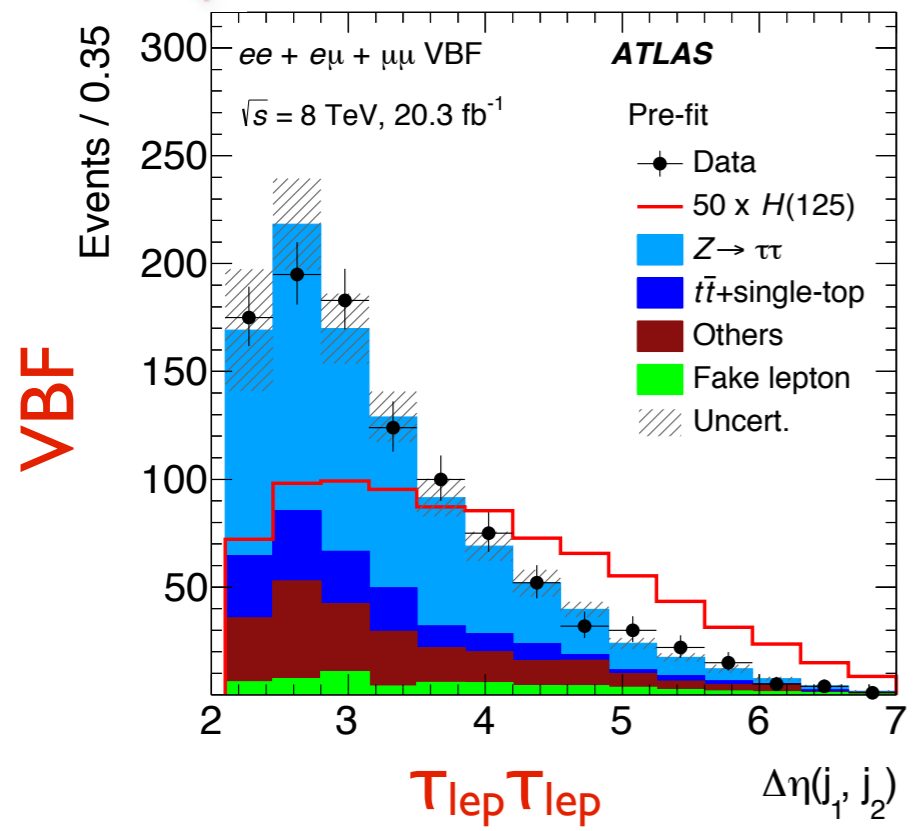 Events / 0.35
300
250
200
150
100
50
2 3 4 5 6 7
ee + eμ + μμ VBF
ATLAS
√s = 8 TeV, 20.3 fb⁻¹
Pre-fit
Data
50 x H(125)
Z→ ττ
tt̄+single-top
Others
Fake lepton
Uncert.
VBF
τlepτlep
Δη(j₁, j₂)